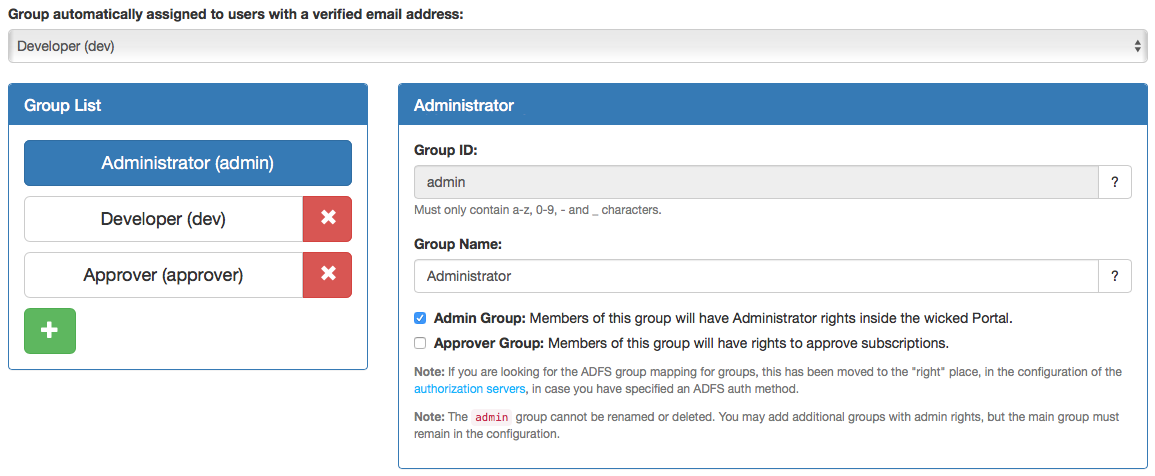 Group automatically assigned to users with a verified email address:
Developer (dev)
Group List
Administrator (admin)
Developer (dev)
Approver (approver)
Administrator
Group ID:
admin
?
Must only contain a-z, 0-9, - and _ characters.
Group Name:
Administrator
?
Admin Group: Members of this group will have Administrator rights inside the wicked Portal.
Approver Group: Members of this group will have rights to approve subscriptions.
Note: If you are looking for the ADFS group mapping for groups, this has been moved to the "right" place, in the configuration of the
authorization servers, in case you have specified an ADFS auth method.
Note: The admin group cannot be renamed or deleted. You may add additional groups with admin rights, but the main group must
remain in the configuration.